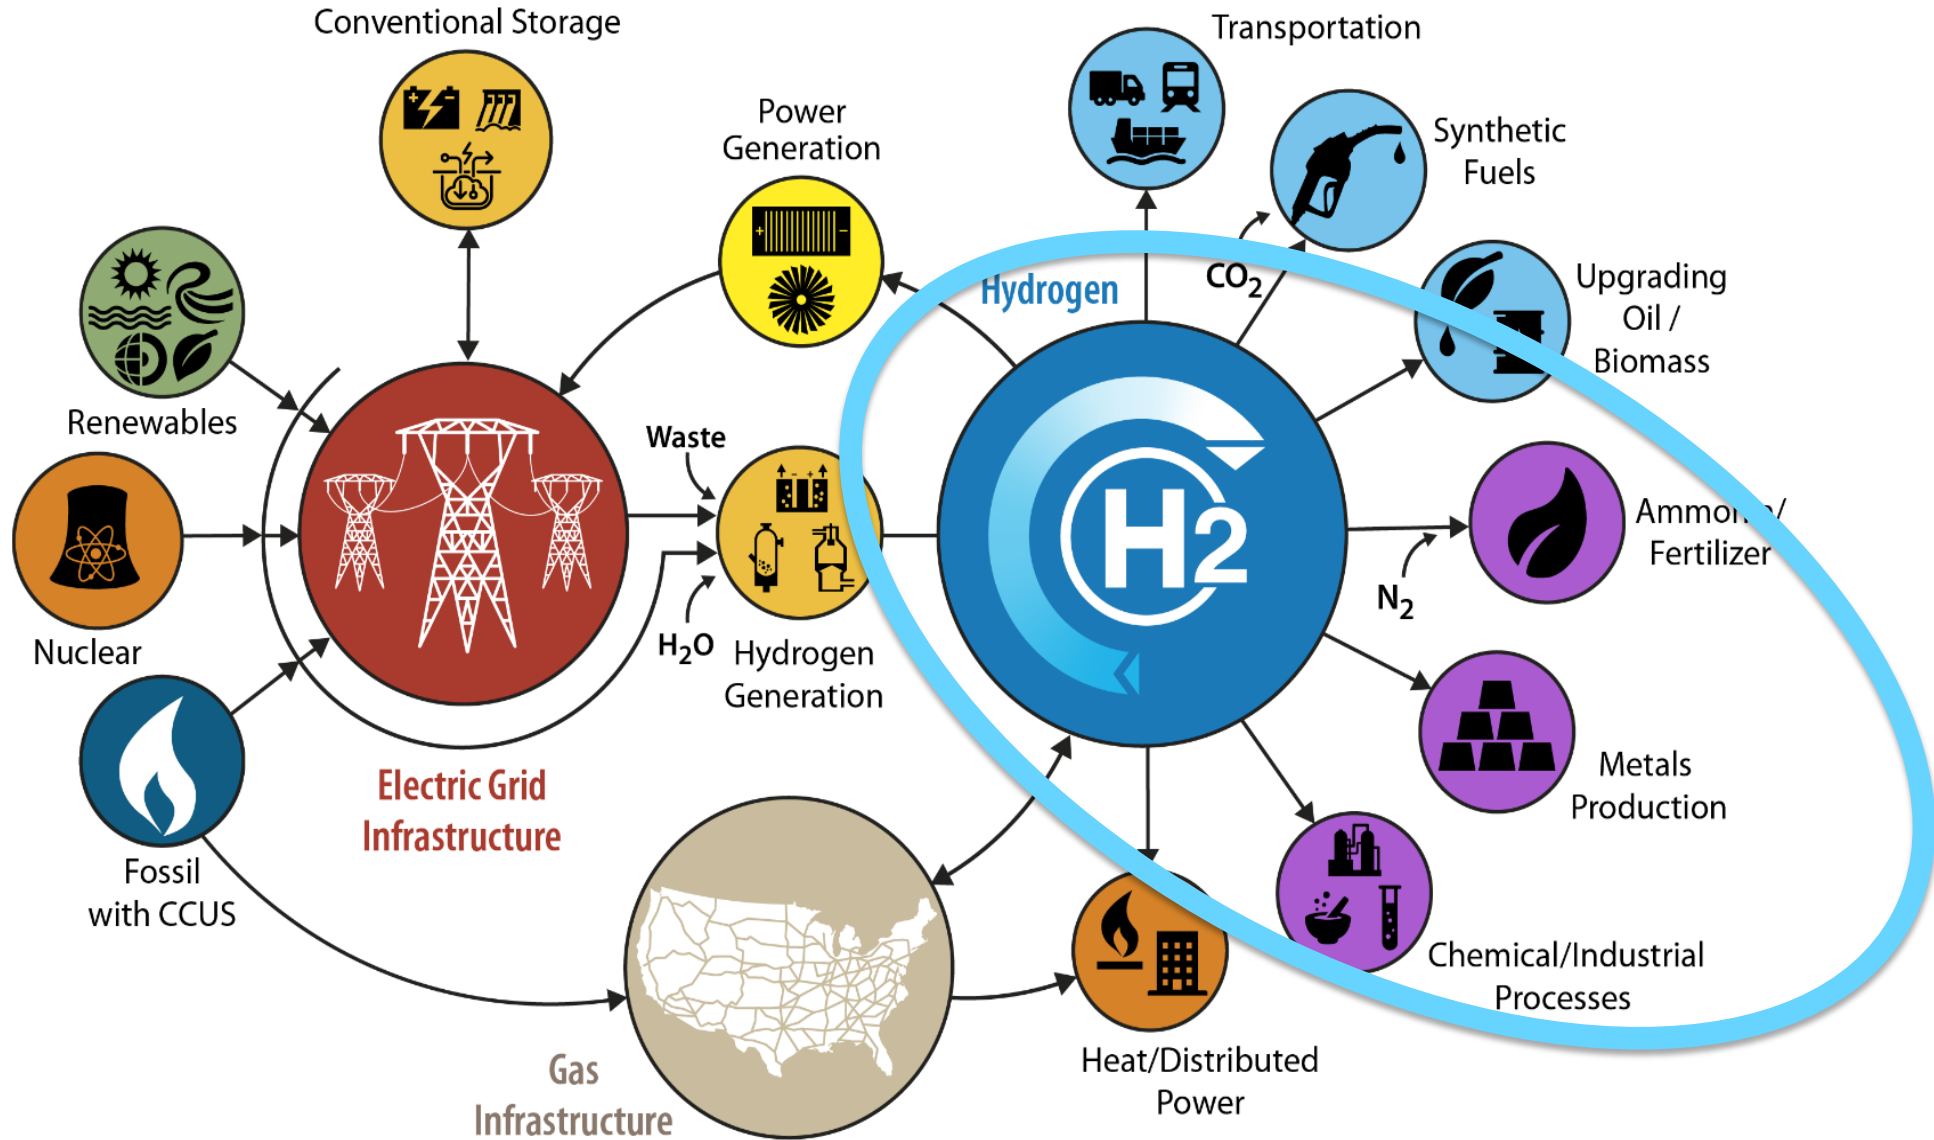 Conventional Storage
Transportation
Power
Generation
Synthetic
Fuels
CO2
Hydrogen
Upgrading
Oil /
Biomass
Renewables
Waste
H2
Ammonia/
Fertilizer
N2
H2O
Nuclear
Hydrogen
Generation
Metals
Production
Electric Grid
Infrastructure
Fossil
with CCUS
Chemical/Industrial
Processes
Heat/Distributed
Power
Gas
Infrastructure